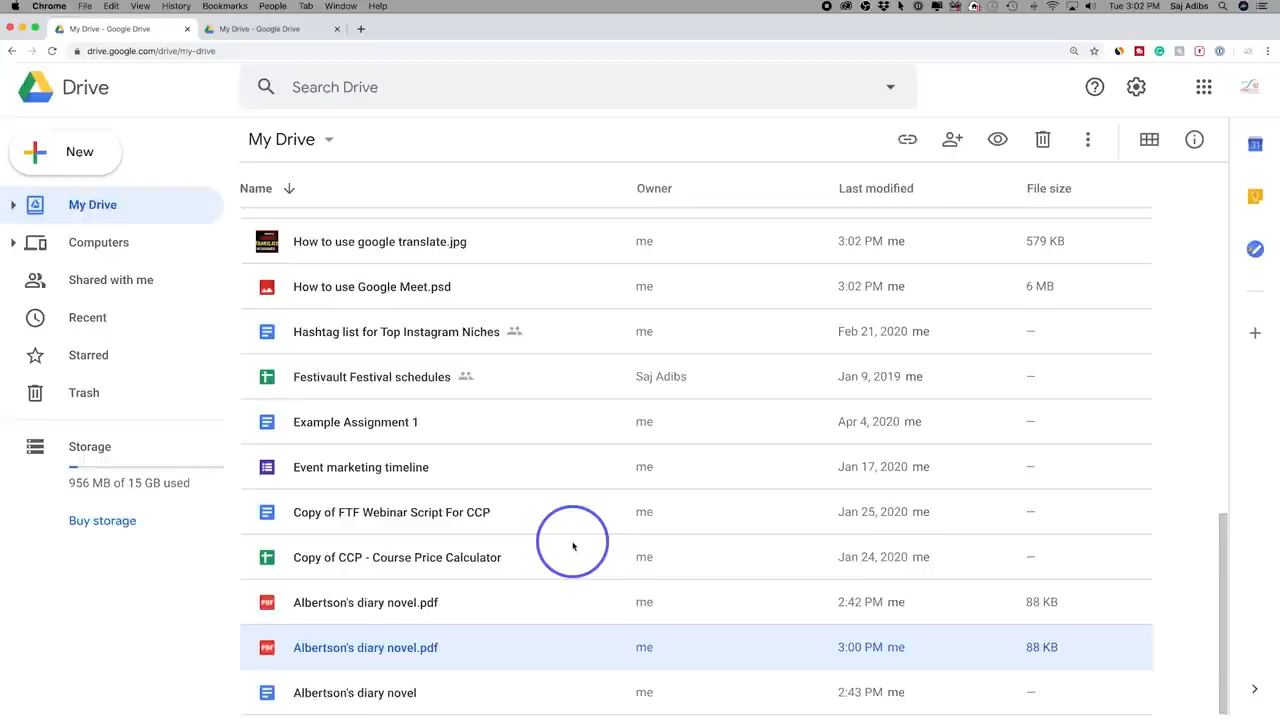 Chrome File Edit View History Bookmarks People Tab Window Help Tue 3:02 PM Saj Adibs
My Drive - Google Drive My Drive - Google Drive
drive.google.com/drive/my-drive
Drive Search Drive
New My Drive
My Drive
Computers
Shared with me
Recent
Starred
Trash
Storage
956 MB of 15 GB used
Buy storage
Name Owner Last modified File size
How to use google translate.jpg me 3:02 PM me 579 KB
How to use Google Meet.psd me 3:02 PM me 6 MB
Hashtag list for Top Instagram Niches me Feb 21, 2020 me —
Festivault Festival schedules Saj Adibs Jan 9, 2019 me —
Example Assignment 1 me Apr 4, 2020 me —
Event marketing timeline me Jan 17, 2020 me —
Copy of FTF Webinar Script For CCP me Jan 25, 2020 me —
Copy of CCP - Course Price Calculator me Jan 24, 2020 me —
PDF Albertson's diary novel.pdf me 2:42 PM me 88 KB
PDF Albertson's diary novel.pdf me 3:00 PM me 88 KB
Albertson's diary novel me 2:43 PM me —
31